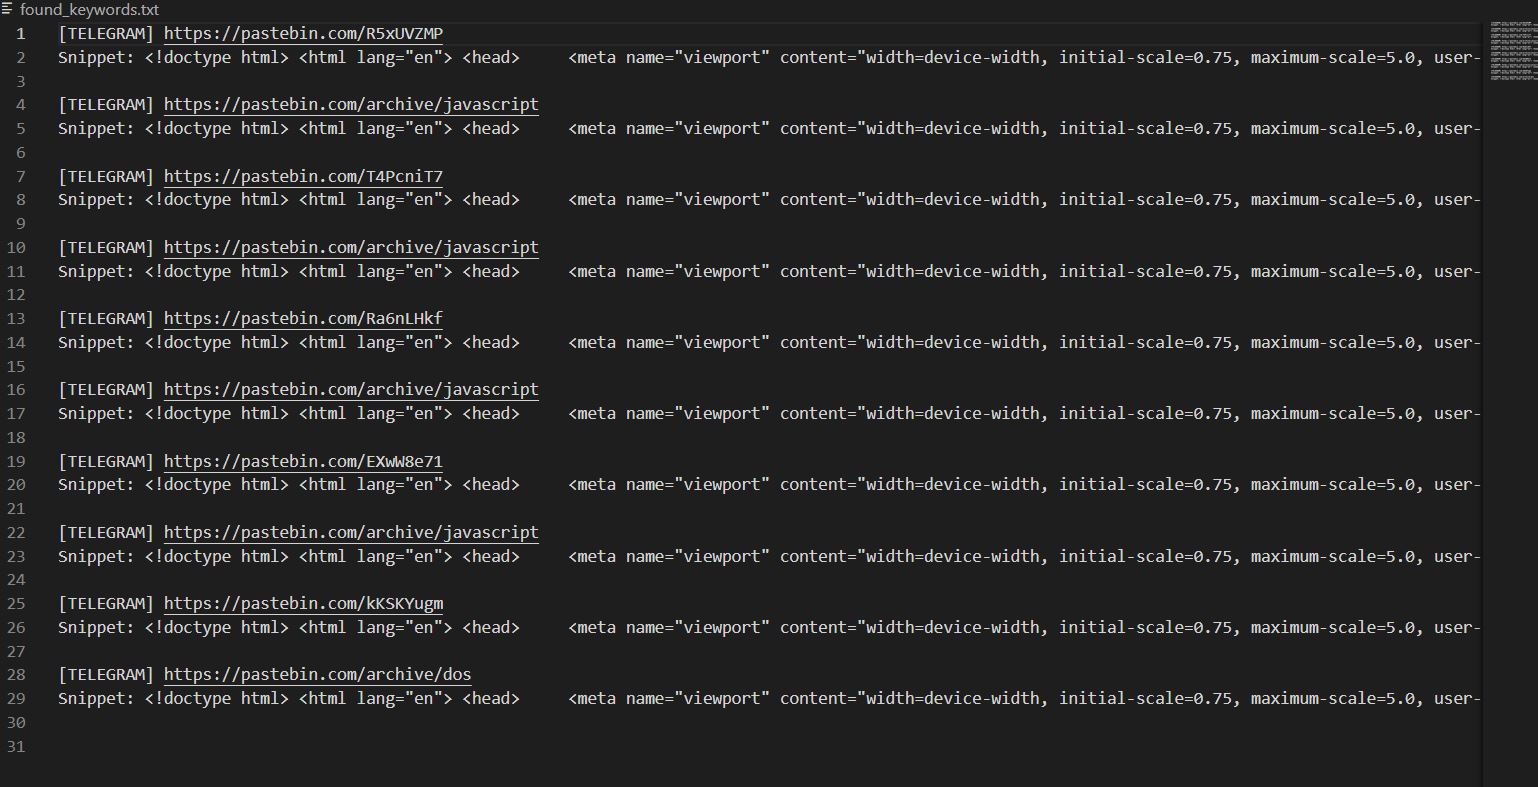 found_keywords.txt
1 [TELEGRAM] https://pastebin.com/R5xUVZMP
2 Snippet: <!doctype html> <html lang="en"> <head> <meta name="viewport" content="width=device-width, initial-scale=0.75, maximum-scale=5.0, user-
3
4 [TELEGRAM] https://pastebin.com/archive/javascript
5 Snippet: <!doctype html> <html lang="en"> <head> <meta name="viewport" content="width=device-width, initial-scale=0.75, maximum-scale=5.0, user-
6
7 [TELEGRAM] https://pastebin.com/T4PcniT7
8 Snippet: <!doctype html> <html lang="en"> <head> <meta name="viewport" content="width=device-width, initial-scale=0.75, maximum-scale=5.0, user-
9
10 [TELEGRAM] https://pastebin.com/archive/javascript
11 Snippet: <!doctype html> <html lang="en"> <head> <meta name="viewport" content="width=device-width, initial-scale=0.75, maximum-scale=5.0, user-
12
13 [TELEGRAM] https://pastebin.com/Ra6nLHkf
14 Snippet: <!doctype html> <html lang="en"> <head> <meta name="viewport" content="width=device-width, initial-scale=0.75, maximum-scale=5.0, user-
15
16 [TELEGRAM] https://pastebin.com/archive/javascript
17 Snippet: <!doctype html> <html lang="en"> <head> <meta name="viewport" content="width=device-width, initial-scale=0.75, maximum-scale=5.0, user-
18
19 [TELEGRAM] https://pastebin.com/EXwW8e71
20 Snippet: <!doctype html> <html lang="en"> <head> <meta name="viewport" content="width=device-width, initial-scale=0.75, maximum-scale=5.0, user-
21
22 [TELEGRAM] https://pastebin.com/archive/javascript
23 Snippet: <!doctype html> <html lang="en"> <head> <meta name="viewport" content="width=device-width, initial-scale=0.75, maximum-scale=5.0, user-
24
25 [TELEGRAM] https://pastebin.com/kKSKYugm
26 Snippet: <!doctype html> <html lang="en"> <head> <meta name="viewport" content="width=device-width, initial-scale=0.75, maximum-scale=5.0, user-
27
28 [TELEGRAM] https://pastebin.com/archive/dos
29 Snippet: <!doctype html> <html lang="en"> <head> <meta name="viewport" content="width=device-width, initial-scale=0.75, maximum-scale=5.0, user-
30
31